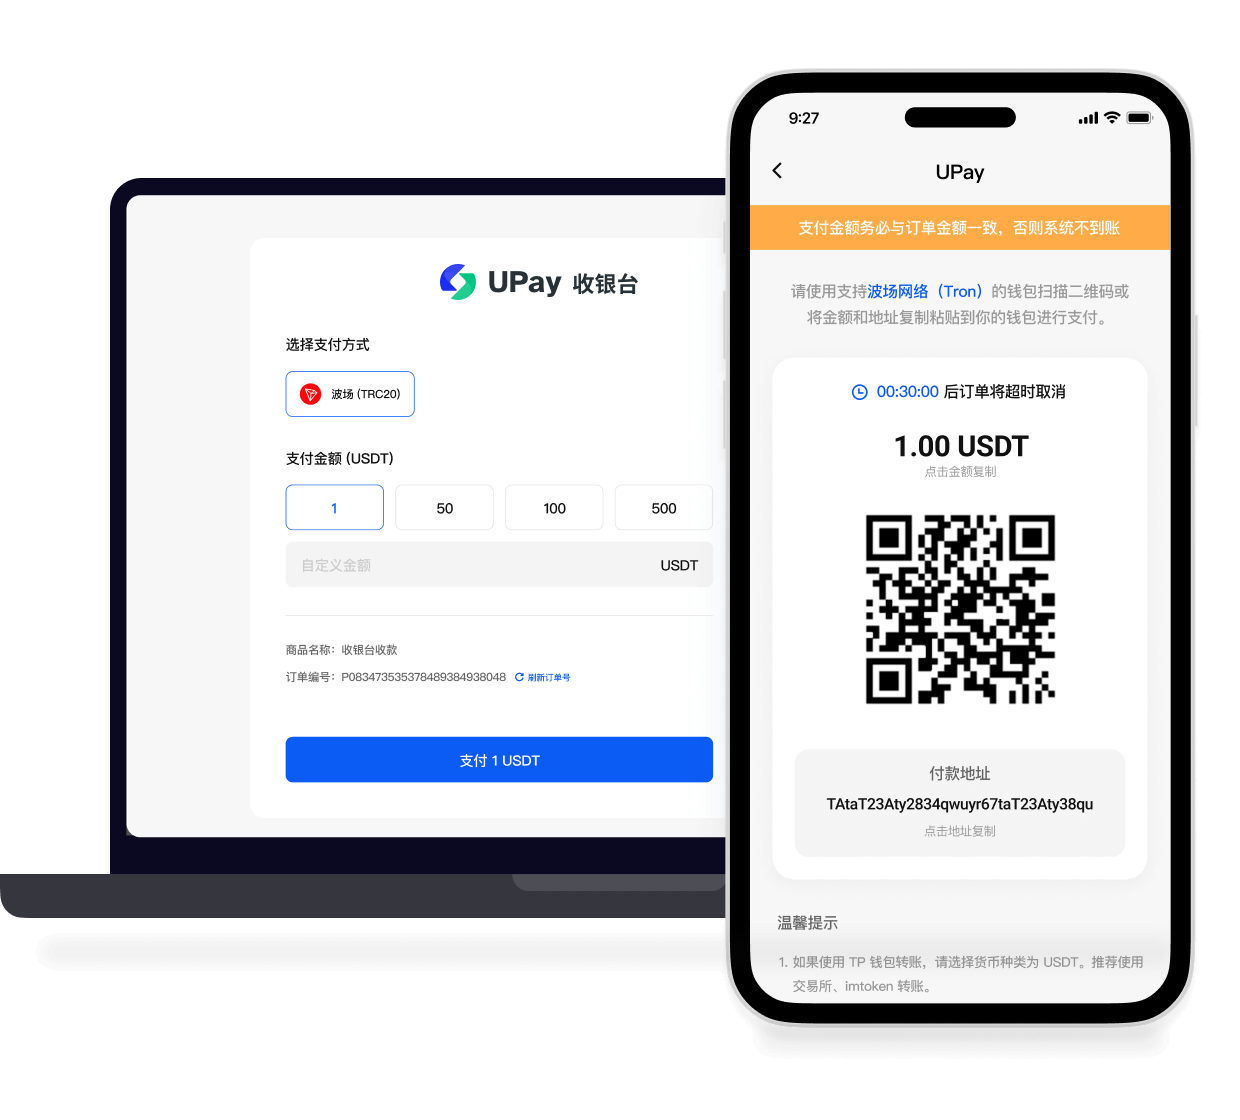 UPay 收银台
选择支付方式
波场 (TRC20)
支付金额 (USDT)
1
50
100
500
自定义金额
USDT
商品名称：收银台收款
订单编号：P083473535378489384938048 刷新订单号
支付 1 USDT
9:27
UPay
支付金额务必与订单金额一致，否则系统不到账
请使用支持波场网络（Tron）的钱包扫描二维码或
将金额和地址复制粘贴到你的钱包进行支付。
00:30:00 后订单将超时取消
1.00 USDT
点击金额复制
付款地址
TAtaT23Aty2834qwuyr67taT23Aty38qu
点击地址复制
温馨提示
1. 如果使用 TP 钱包转账，请选择货币种类为 USDT。推荐使用
交易所、imtoken 转账。